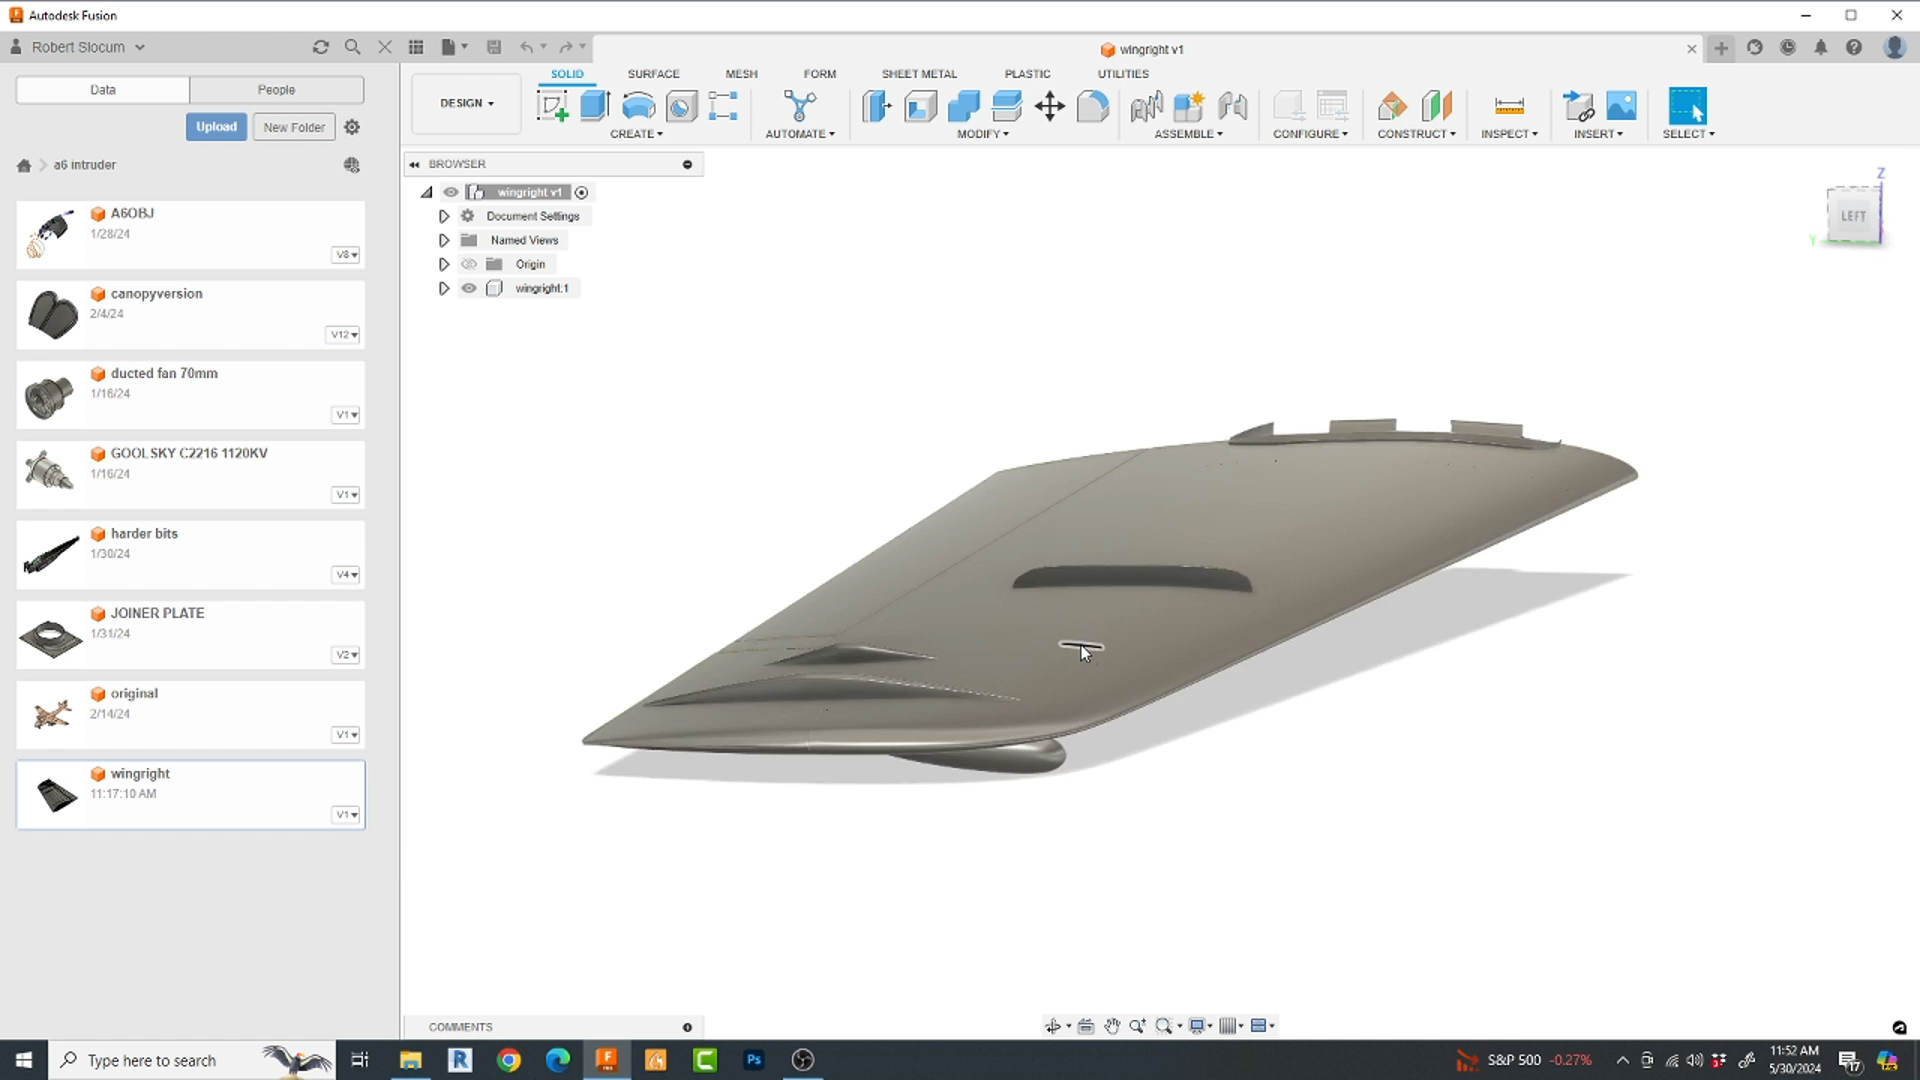 Autodesk Fusion
Robert Slocum
wingright v1
Data
People
Upload
New Folder
a6 intruder
A6OBJ
1/28/24
V8
canopyversion
2/4/24
V12
ducted fan 70mm
1/16/24
V1
GOOLSKY C2216 1120KV
1/16/24
V1
harder bits
1/30/24
V4
JOINER PLATE
1/31/24
V2
original
2/14/24
V1
wingright
11:17:10 AM
V1
DESIGN
SOLID
SURFACE
MESH
FORM
SHEET METAL
PLASTIC
UTILITIES
CREATE
AUTOMATE
MODIFY
ASSEMBLE
CONFIGURE
CONSTRUCT
INSPECT
INSERT
SELECT
BROWSER
wingright v1
Document Settings
Named Views
Origin
wingright:1
Z
LEFT
Y
COMMENTS
Type here to search
R
F
C
Ps
S&P 500 -0.27%
11:52 AM
5/30/2024
17